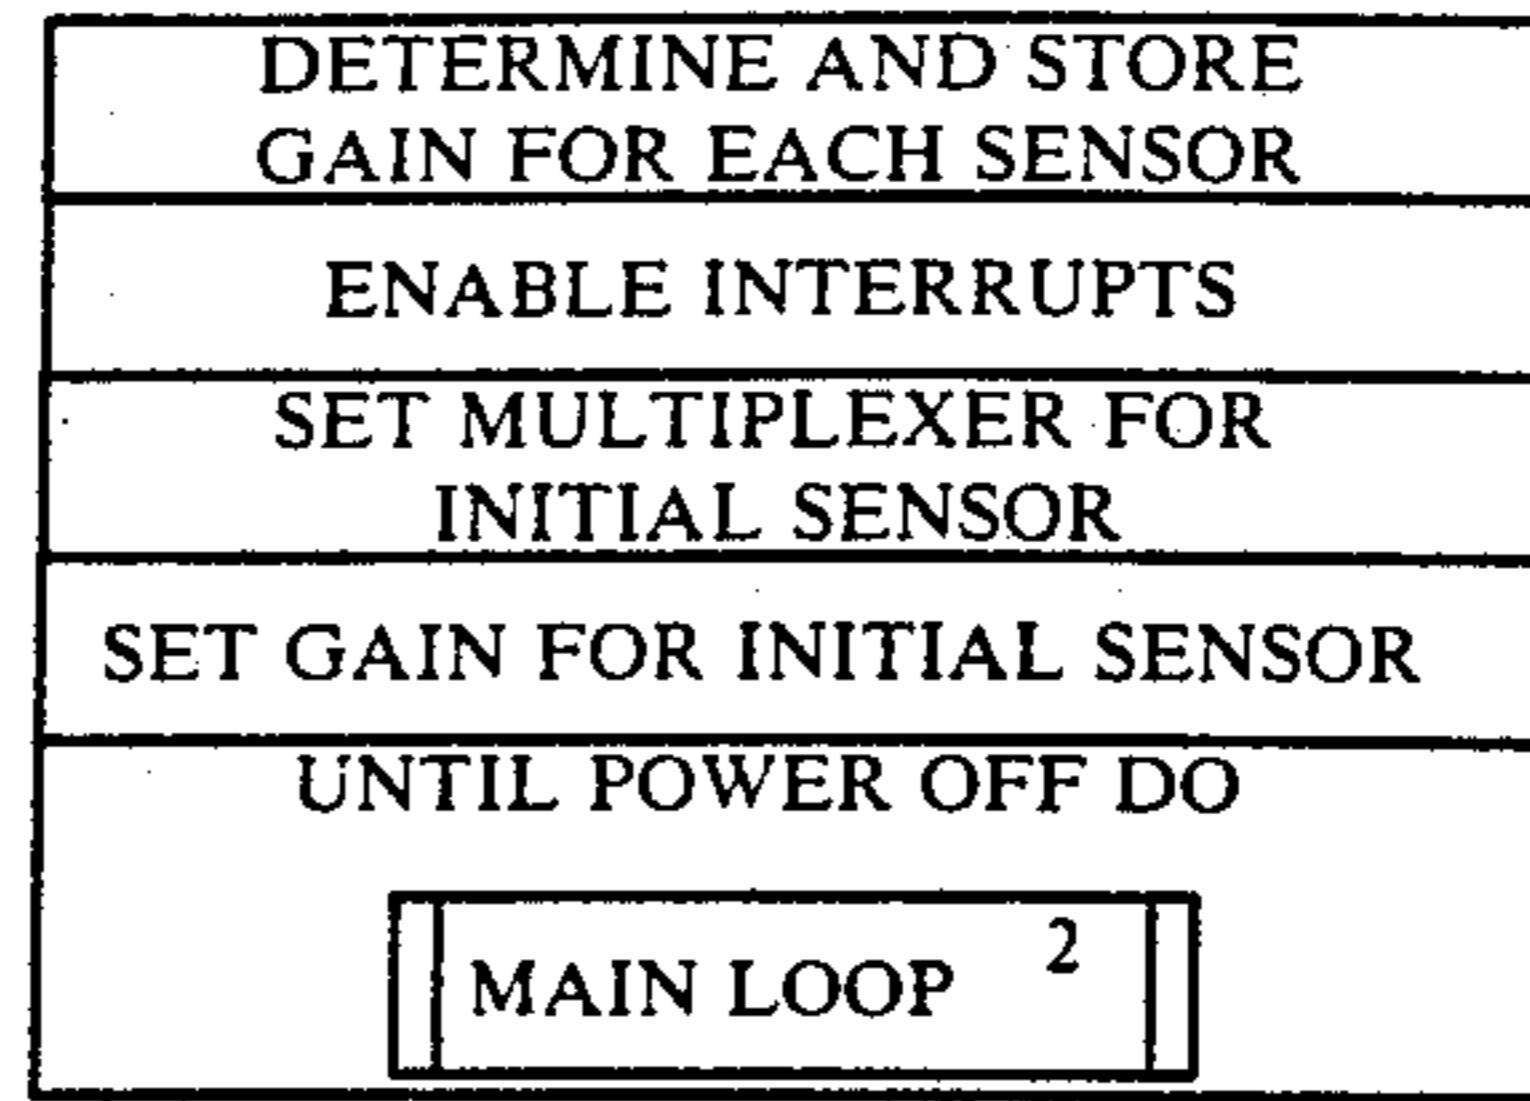 DETERMINE AND STORE
GAIN FOR EACH SENSOR
ENABLE INTERRUPTS
SET MULTIPLEXER FOR
INITIAL SENSOR
SET GAIN FOR INITIAL SENSOR
UNTIL POWER OFF DO
MAIN LOOP 2